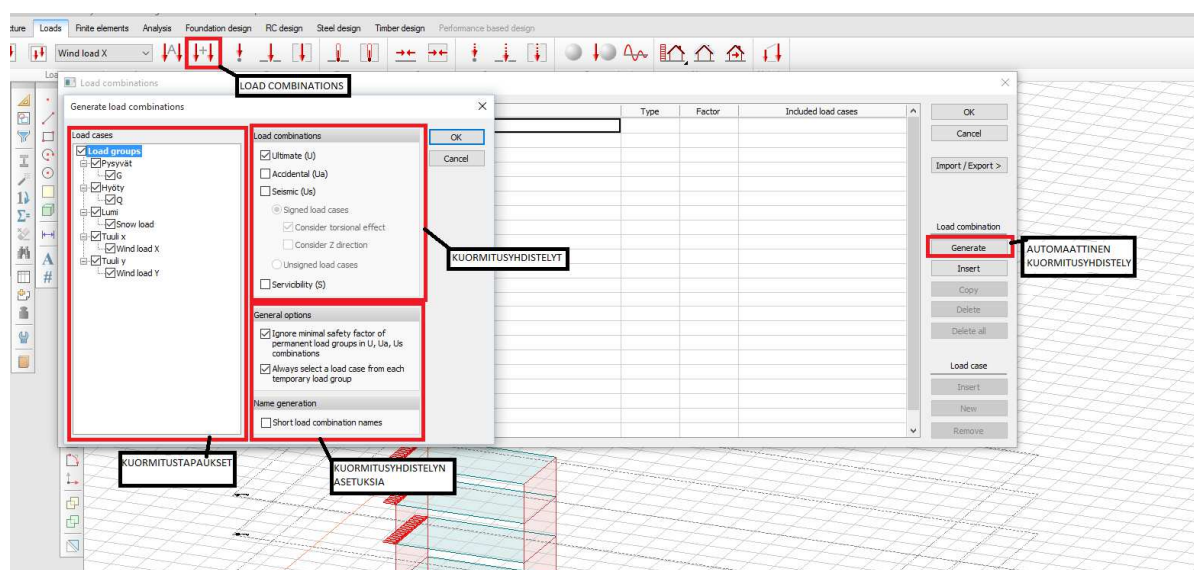 ture Loads Finite elements Analysis Foundation design RC design Steel design Timber design Performance based design
Wind load X
LOAD COMBINATIONS
Load combinations
Generate load combinations
Load cases
Load groups
Pysyvät
G
Hyöty
Q
Lumi
Snow load
Tuuli x
Wind load X
Tuuli y
Wind load Y
Load combinations
Ultimate (U)
Accidental (Ua)
Seismic (Us)
Signed load cases
Consider torsional effect
Consider Z direction
Unsigned load cases
Servicibility (S)
General options
Ignore minimal safety factor of
permanent load groups in U, Ua, Us
combinations
Always select a load case from each
temporary load group
Name generation
Short load combination names
OK
Cancel
KUORMITUSYHDISTELYT
KUORMITUSTAPAUKSET
KUORMITUSYHDISTELYN
ASETUKSIA
Type Factor Included load cases
OK
Cancel
Import / Export >
Load combination
Generate
Insert
Copy
Delete
Delete all
Load case
Insert
New
Remove
AUTOMAATTINEN
KUORMITUSYHDISTELY